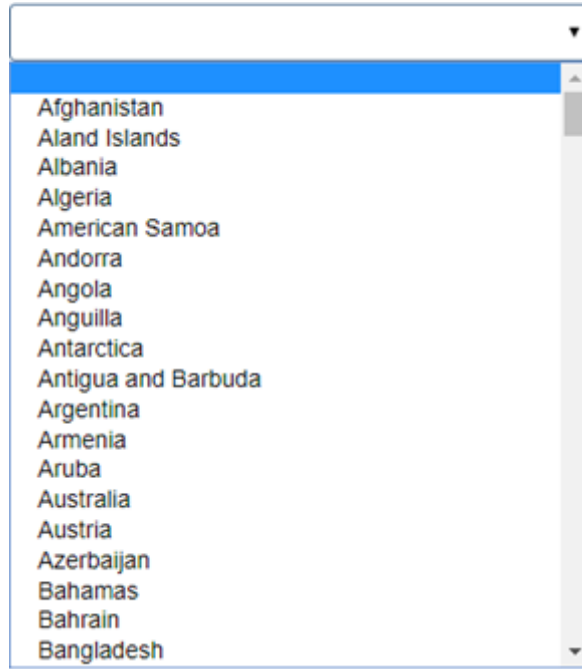 Afghanistan
Aland Islands
Albania
Algeria
American Samoa
Andorra
Angola
Anguilla
Antarctica
Antigua and Barbuda
Argentina
Armenia
Aruba
Australia
Austria
Azerbaijan
Bahamas
Bahrain
Bangladesh